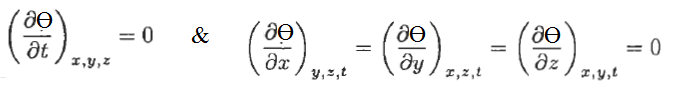 (∂Θ/∂t)x,y,z = 0 & (∂Θ/∂x)y,z,t = (∂Θ/∂y)x,z,t = (∂Θ/∂z)x,y,t = 0